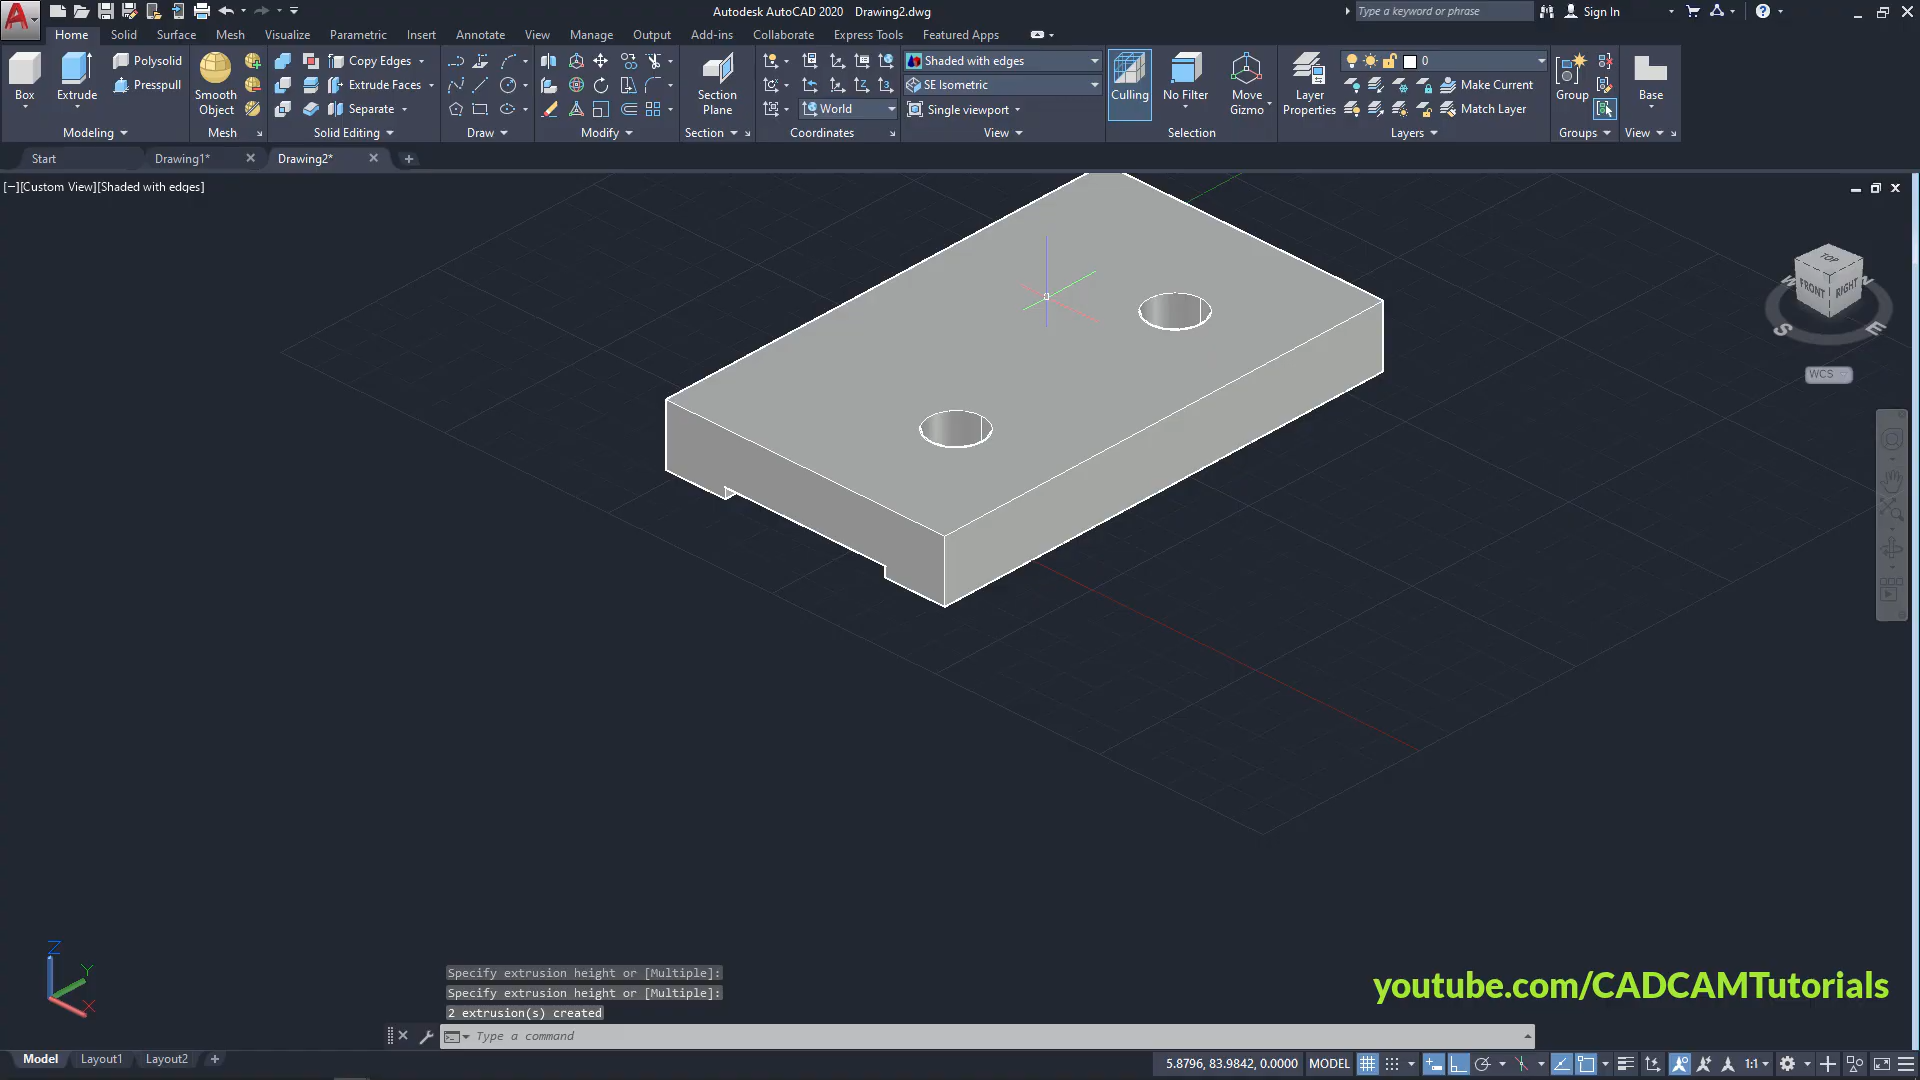 Autodesk AutoCAD 2020 Drawing2.dwg
Type a keyword or phrase
Sign In
Home Solid Surface Mesh Visualize Parametric Insert Annotate View Manage Output Add-ins Collaborate Express Tools Featured Apps
Box
Extrude
Polysolid
Presspull
Modeling
Smooth
Object
Mesh
Copy Edges
Extrude Faces
Separate
Solid Editing
Draw
Modify
Section
Plane
Section
World
Coordinates
Shaded with edges
SE Isometric
Single viewport
View
Culling
No Filter
Move
Gizmo
Selection
Layer
Properties
0
Make Current
Match Layer
Layers
Group
Groups
Base
View
Start
Drawing1*
Drawing2*
[−][Custom View][Shaded with edges]
TOP
FRONT
RIGHT
W
N
S
E
WCS
Z
Y
X
Specify extrusion height or [Multiple]:
Specify extrusion height or [Multiple]:
2 extrusion(s) created
Type a command
youtube.com/CADCAMTutorials
Model Layout1 Layout2
5.8796, 83.9842, 0.0000 MODEL
1:1